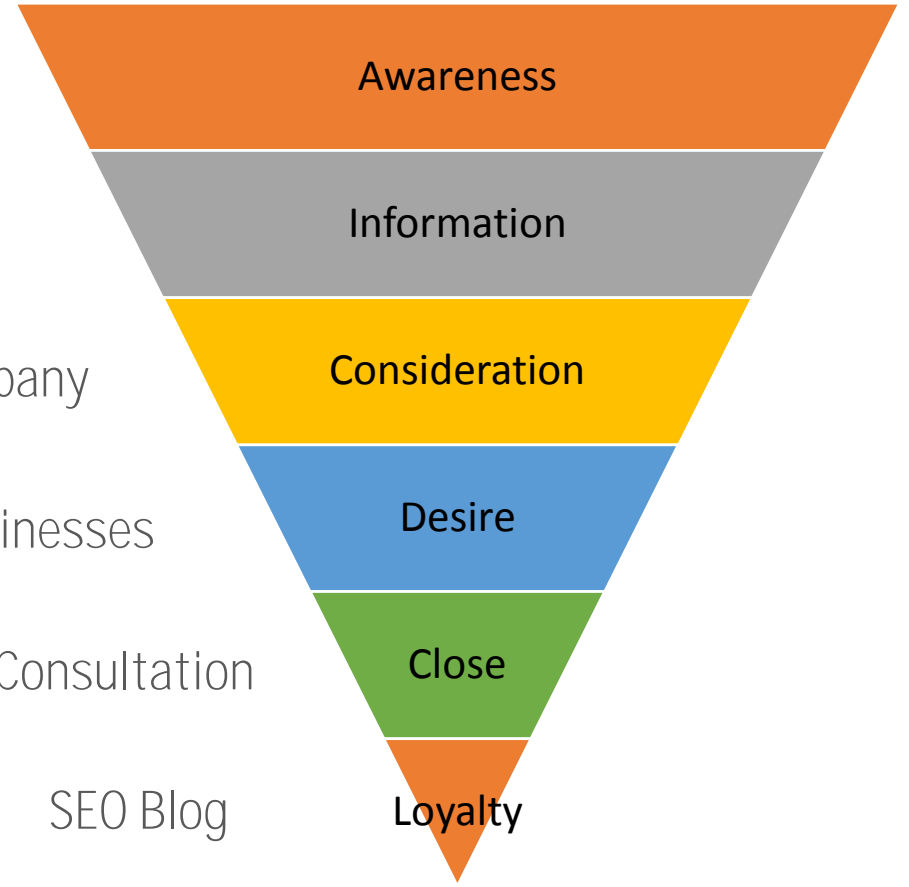 Awareness
Information
pany
Consideration
inesses
Desire
Consultation
Close
SEO Blog
Loyalty